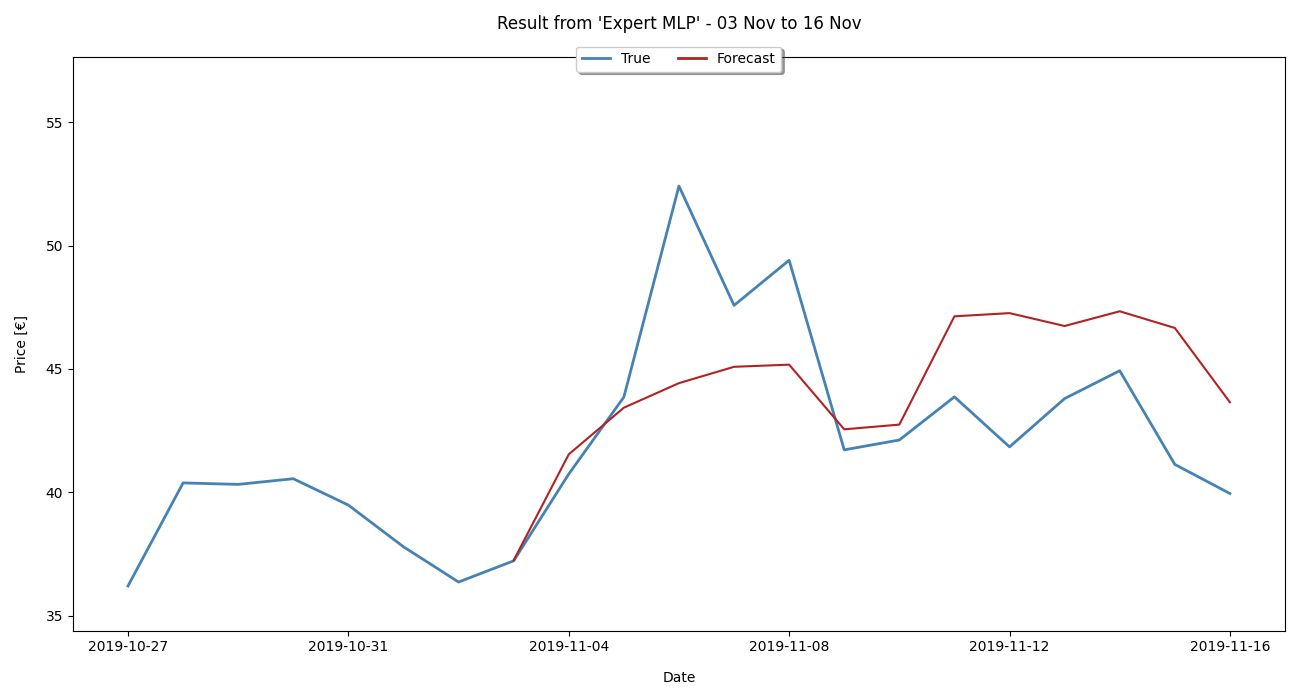 Result from 'Expert MLP' - 03 Nov to 16 Nov
True Forecast
55
50
45
40
35
Price [€]
2019-10-27 2019-10-31 2019-11-04 2019-11-08 2019-11-12 2019-11-16
Date